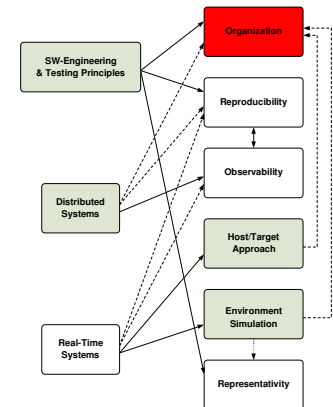 Organization
SW-Engineering
& Testing Principles
Reproducibility
Observability
Distributed
Systems
Host/Target
Approach
Environment
Simulation
Real-Time
Systems
Representativity